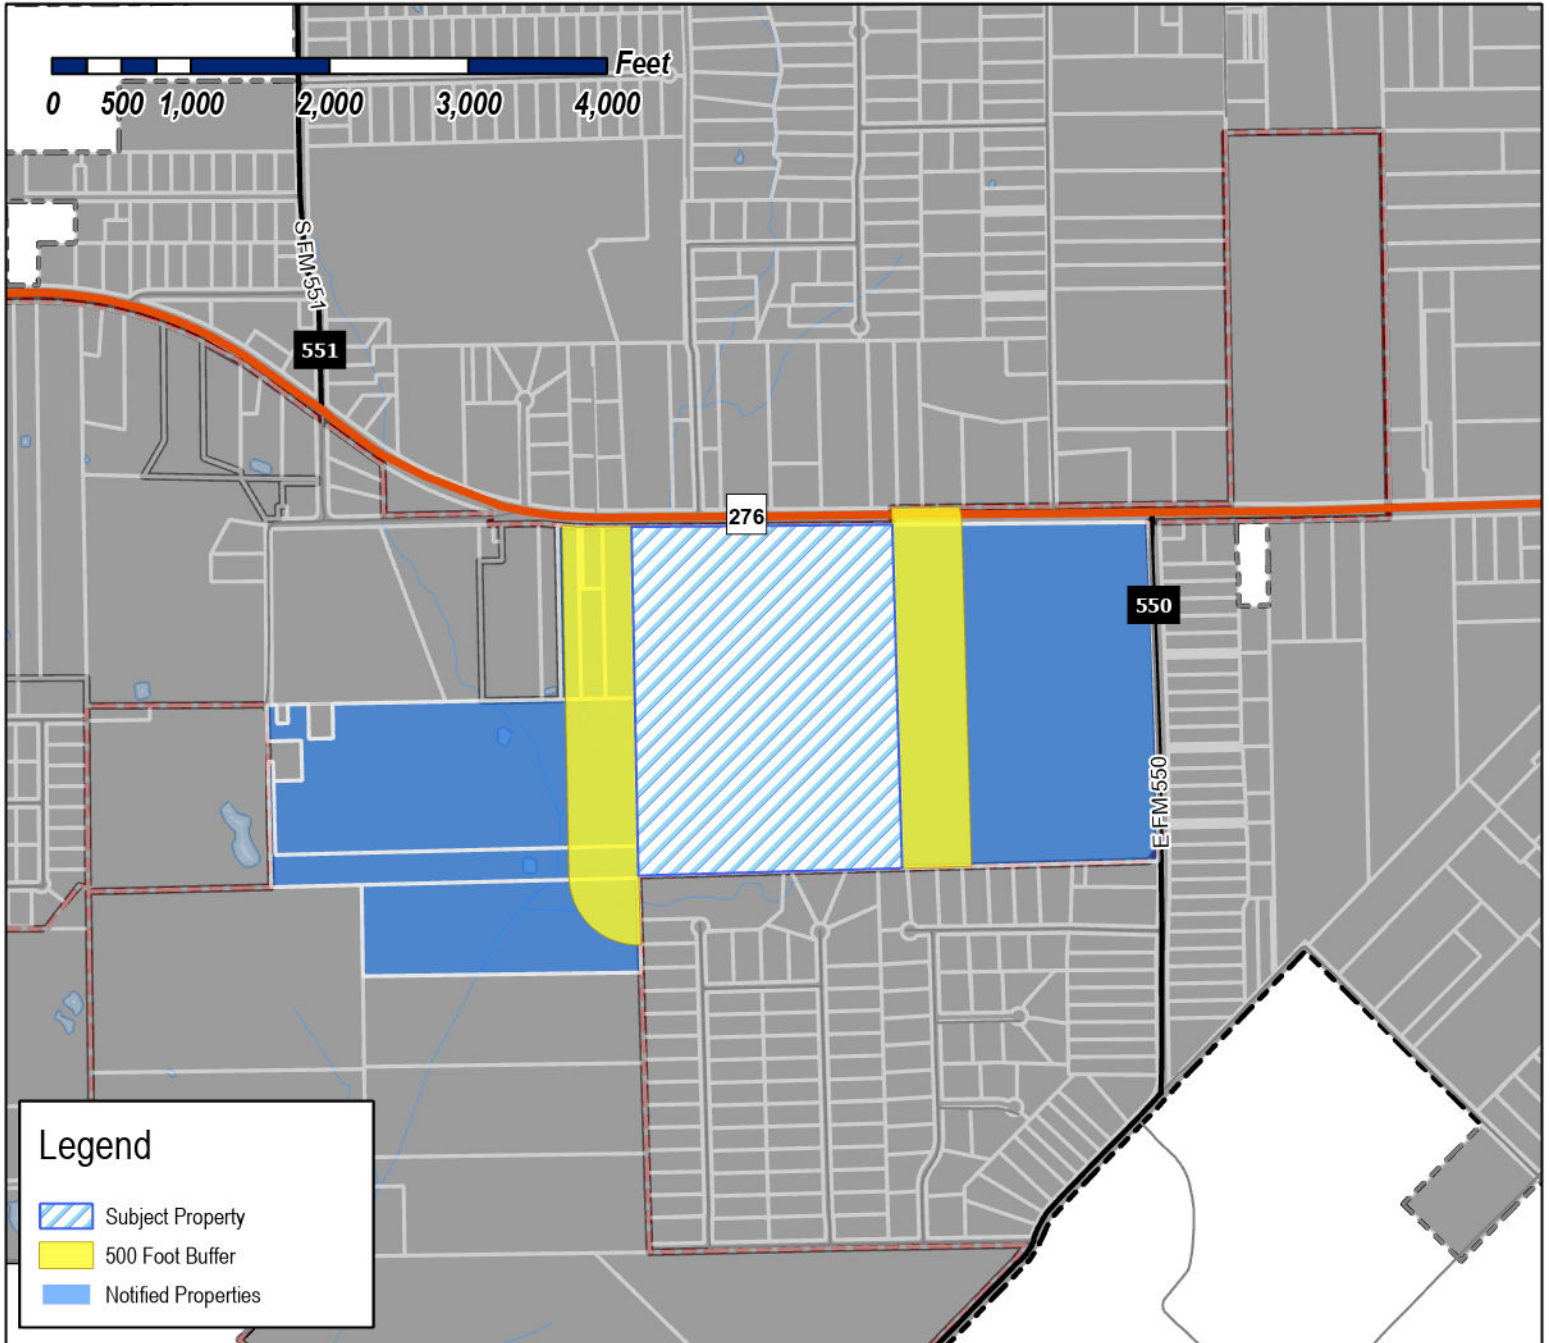 Feet
0 500 1,000 2,000 3,000 4,000
S FM 551
551
276
550
E FM 550
Legend
Subject Property
500 Foot Buffer
Notified Properties